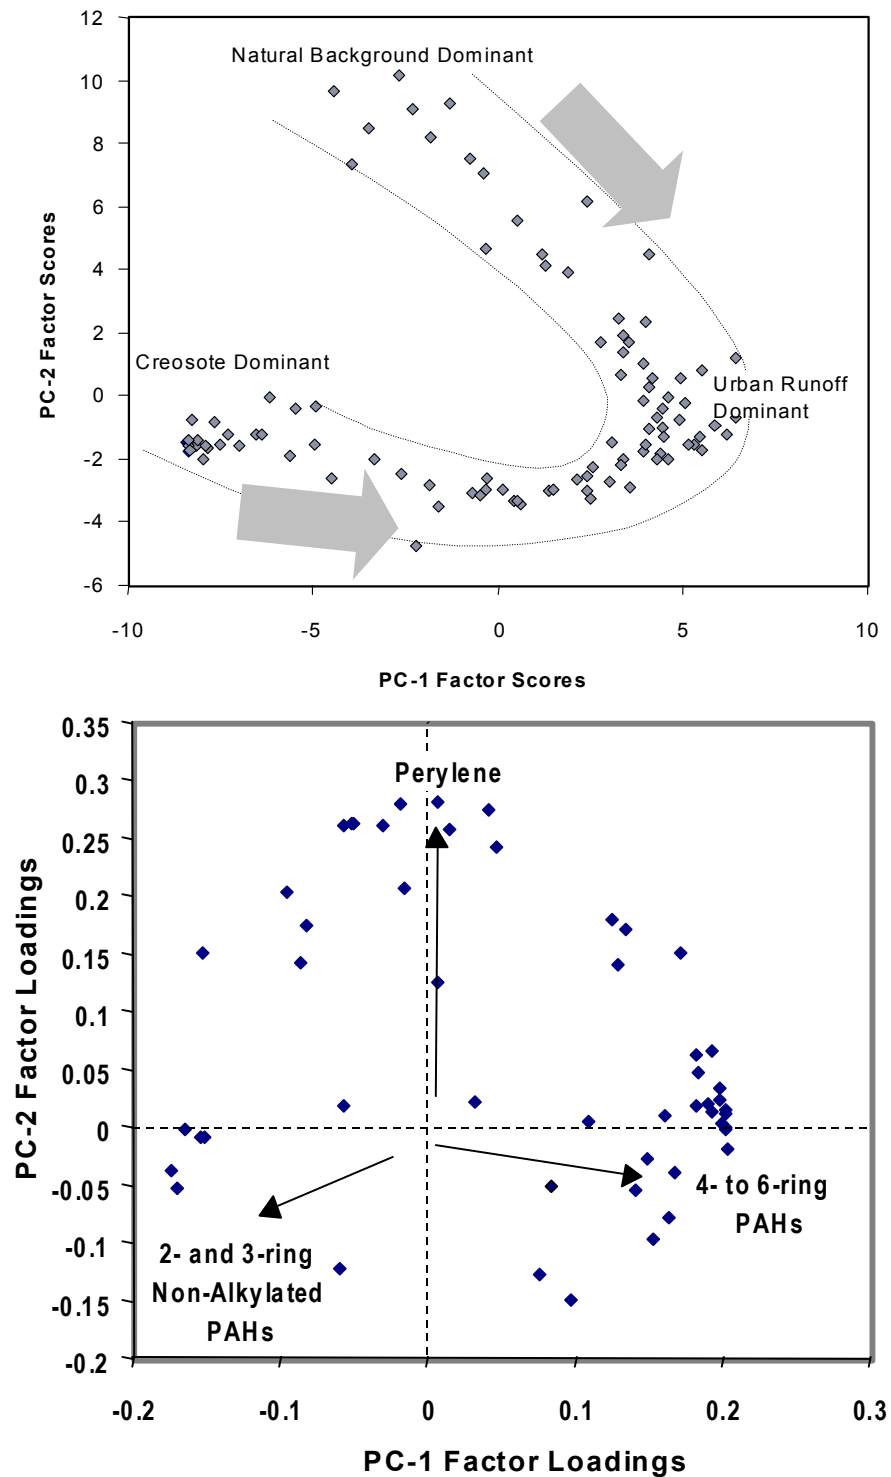 12
10
8
6
4
2
0
-2
-4
-6
-10
-5
0
5
10
PC-2 Factor Scores
PC-1 Factor Scores
Natural Background Dominant
Creosote Dominant
Urban Runoff
Dominant
0.35
0.3
0.25
0.2
0.15
0.1
0.05
0
-0.05
-0.1
-0.15
-0.2
-0.2
-0.1
0
0.1
0.2
0.3
PC-2 Factor Loadings
PC-1 Factor Loadings
Perylene
4- to 6-ring
PAHs
2- and 3-ring
Non-Alkylated
PAHs